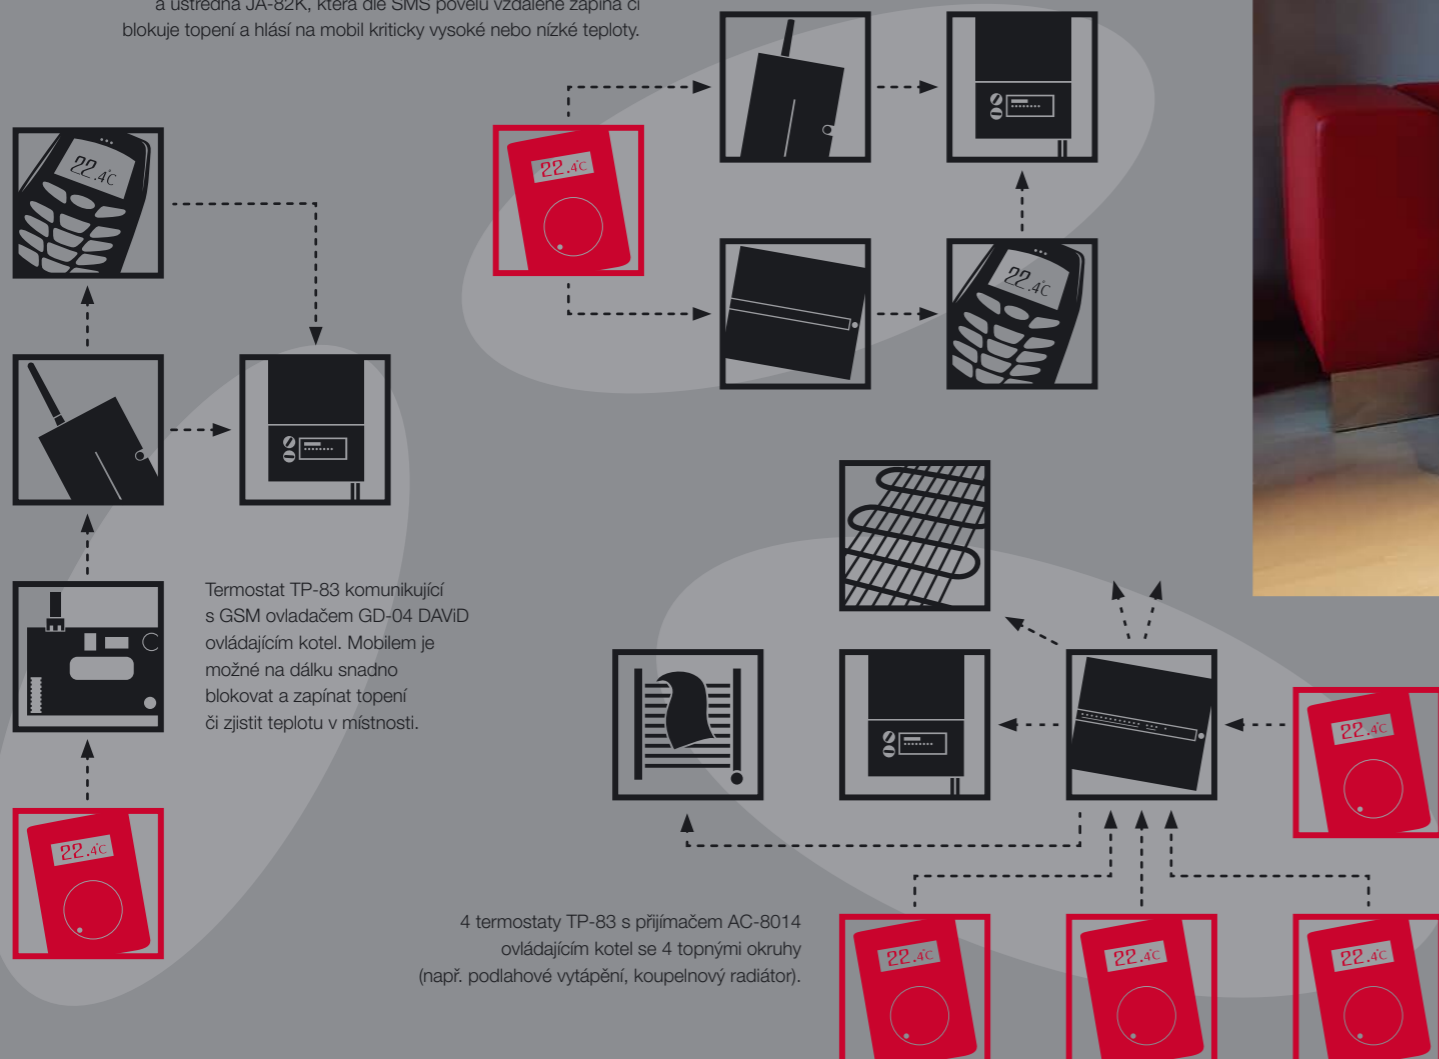 a ústředna JA-82K, která dle SMS povelu vzdáleně zapíná či
blokuje topení a hlásí na mobil kriticky vysoké nebo nízké teploty.
22.4°C
22.4°C
22.4°C
Termostat TP-83 komunikující
s GSM ovladačem GD-04 DAViD
ovládajícím kotel. Mobilem je
možné na dálku snadno
blokovat a zapínat topení
či zjistit teplotu v místnosti.
22.4°C
22.4°C
4 termostaty TP-83 s přijímačem AC-8014
ovládajícím kotel se 4 topnými okruhy
(např. podlahové vytápění, koupelnový radiátor).
22.4°C
22.4°C
22.4°C